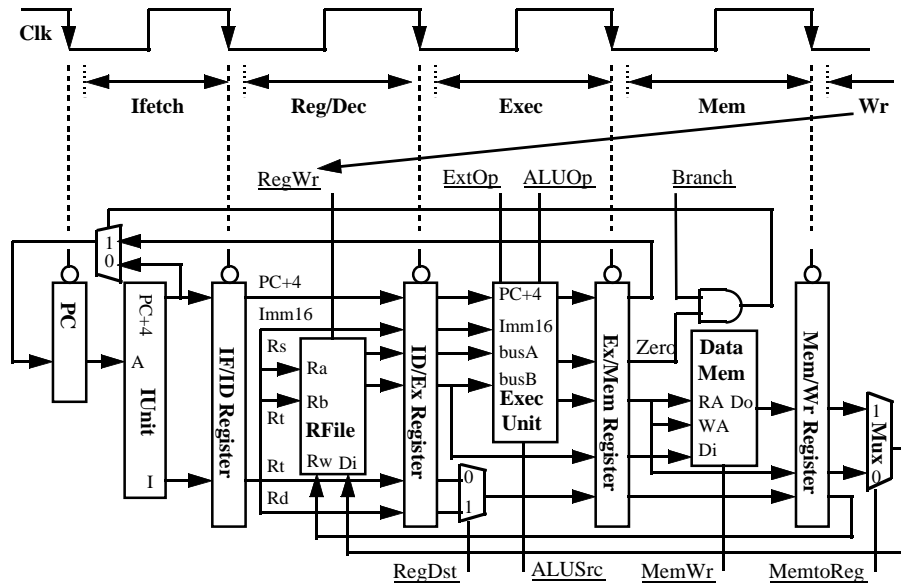 Clk
Ifetch Reg/Dec Exec Mem Wr
RegWr ExtOp ALUOp Branch
1
0
PC
PC+4
A
IUnit
I
IF/ID Register
PC+4
Imm16
Rs
Rt
Ra
Rb
RFile
Rw Di
Rt
Rd
ID/Ex Register
0
1
PC+4
Imm16
busA
busB
Exec
Unit
Ex/Mem Register
Zero
Data
Mem
RA Do
WA
Di
Mem/Wr Register
1
Mux
0
RegDst ALUSrc MemWr MemtoReg